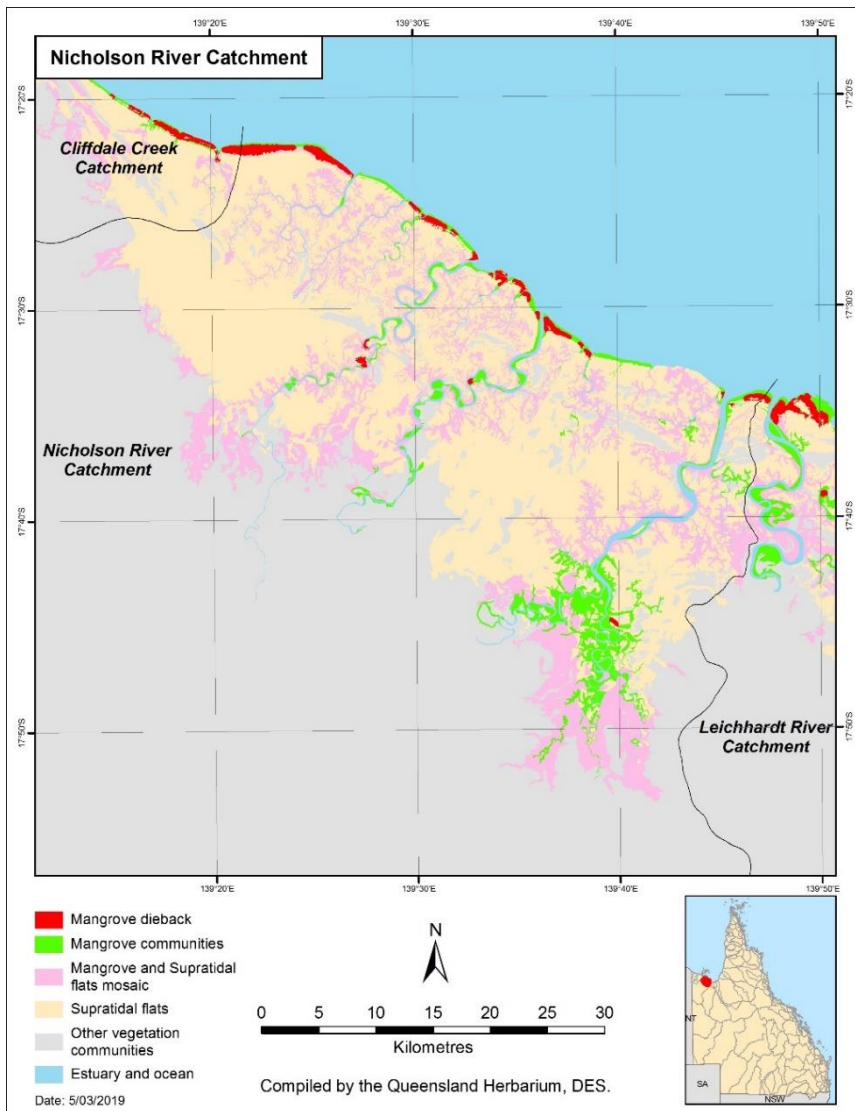 139°20'E 139°30'E 139°40'E 139°50'E
Nicholson River Catchment
17°20'S 17°20'S
Cliffdale Creek
Catchment
17°30'S 17°30'S
Nicholson River
Catchment
17°40'S 17°40'S
Leichhardt River
Catchment
17°50'S 17°50'S
139°20'E 139°30'E 139°40'E 139°50'E
Mangrove dieback
Mangrove communities
Mangrove and Supratidal
flats mosaic
Supratidal flats
Other vegetation
communities
Estuary and ocean
Date: 5/03/2019
N
0 5 10 15 20 25 30
Kilometres
Compiled by the Queensland Herbarium, DES.
NT
SA
NSW